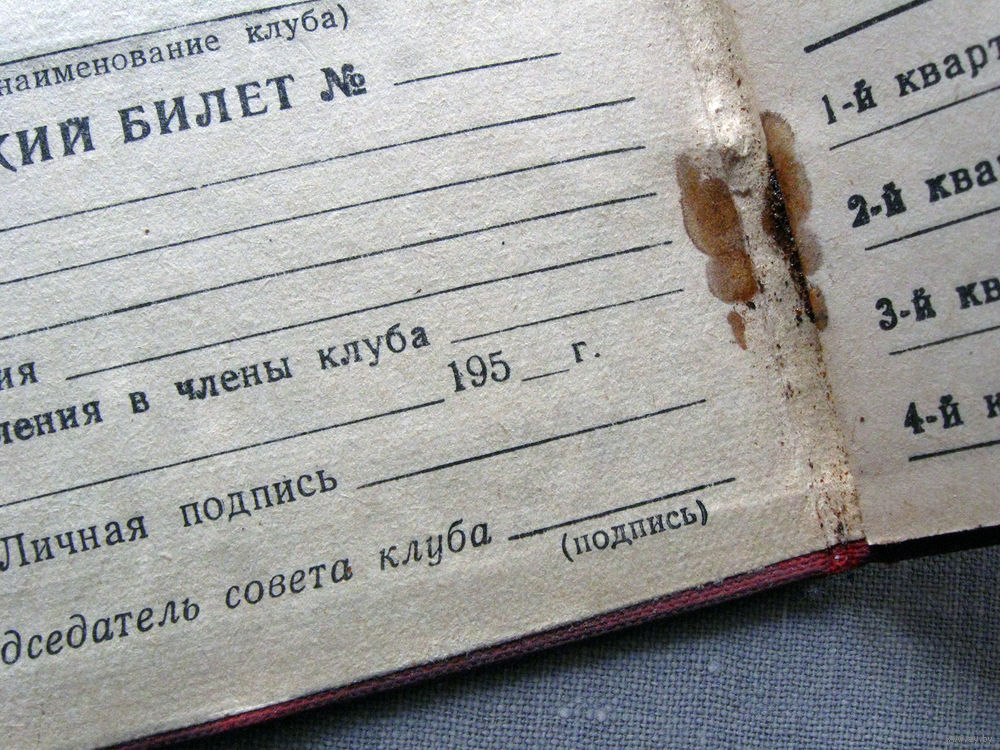 наименование клуба)
КИЙ БИЛЕТ №
ия
ления в члены клуба
195 г.
Личная подпись
дседатель совета клуба
(подпись)
1-й кварт
2-й ква
3-й кв
4-й к